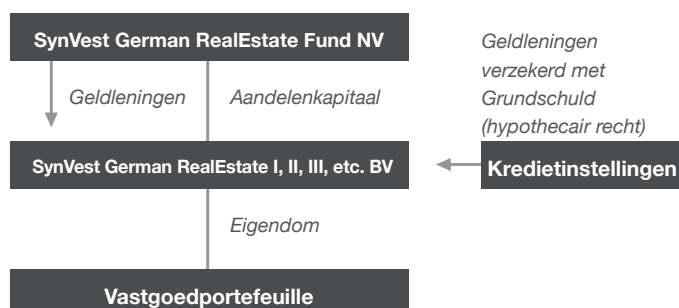 SynVest German RealEstate Fund NV
Geldleningen
Aandelenkapitaal
Geldleningen
verzekerd met
Grundschuld
(hypothecair recht)
SynVest German RealEstate I, II, III, etc. BV
Kredietinstellingen
Eigendom
Vastgoedportefeuille